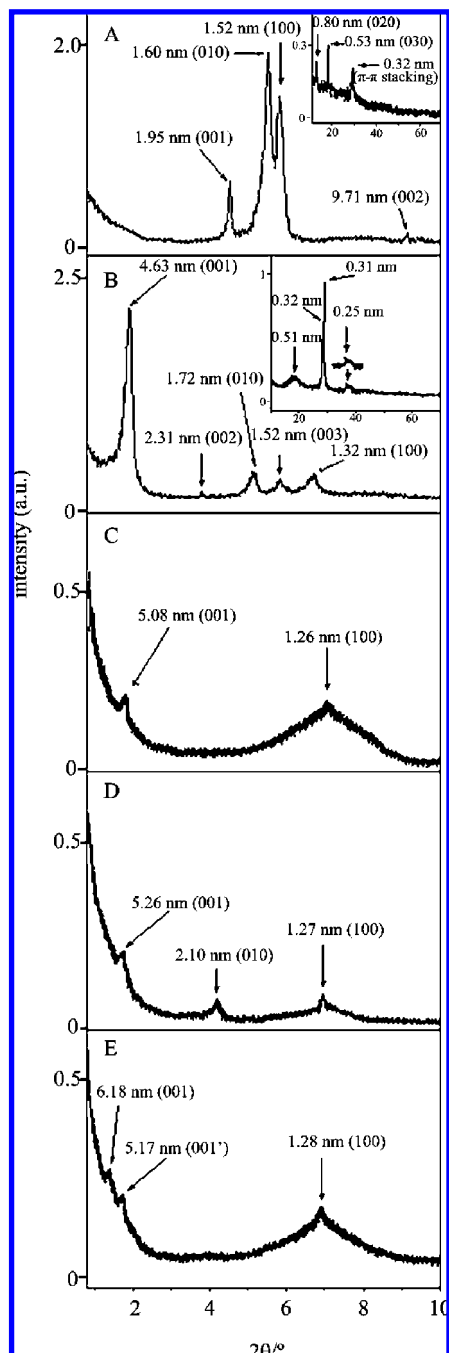 A
2.0
0
1.52 nm (100)
1.60 nm (010)
1.95 nm (001)
9.71 nm (002)
0.80 nm (020)
0.53 nm (030)
0.32 nm
(π-π stacking)
0.3
0
20 40 60
B
2.5
0
4.63 nm (001)
1.72 nm (010)
2.31 nm (002)
1.52 nm (003)
1.32 nm (100)
1
0
0.31 nm
0.32 nm
0.25 nm
0.51 nm
20 40 60
intensity (a.u.)
C
0.5
0
5.08 nm (001)
1.26 nm (100)
D
0.5
0
5.26 nm (001)
2.10 nm (010)
1.27 nm (100)
E
0.5
0
6.18 nm (001)
5.17 nm (001')
1.28 nm (100)
2 4 6 8 10
2θ/°